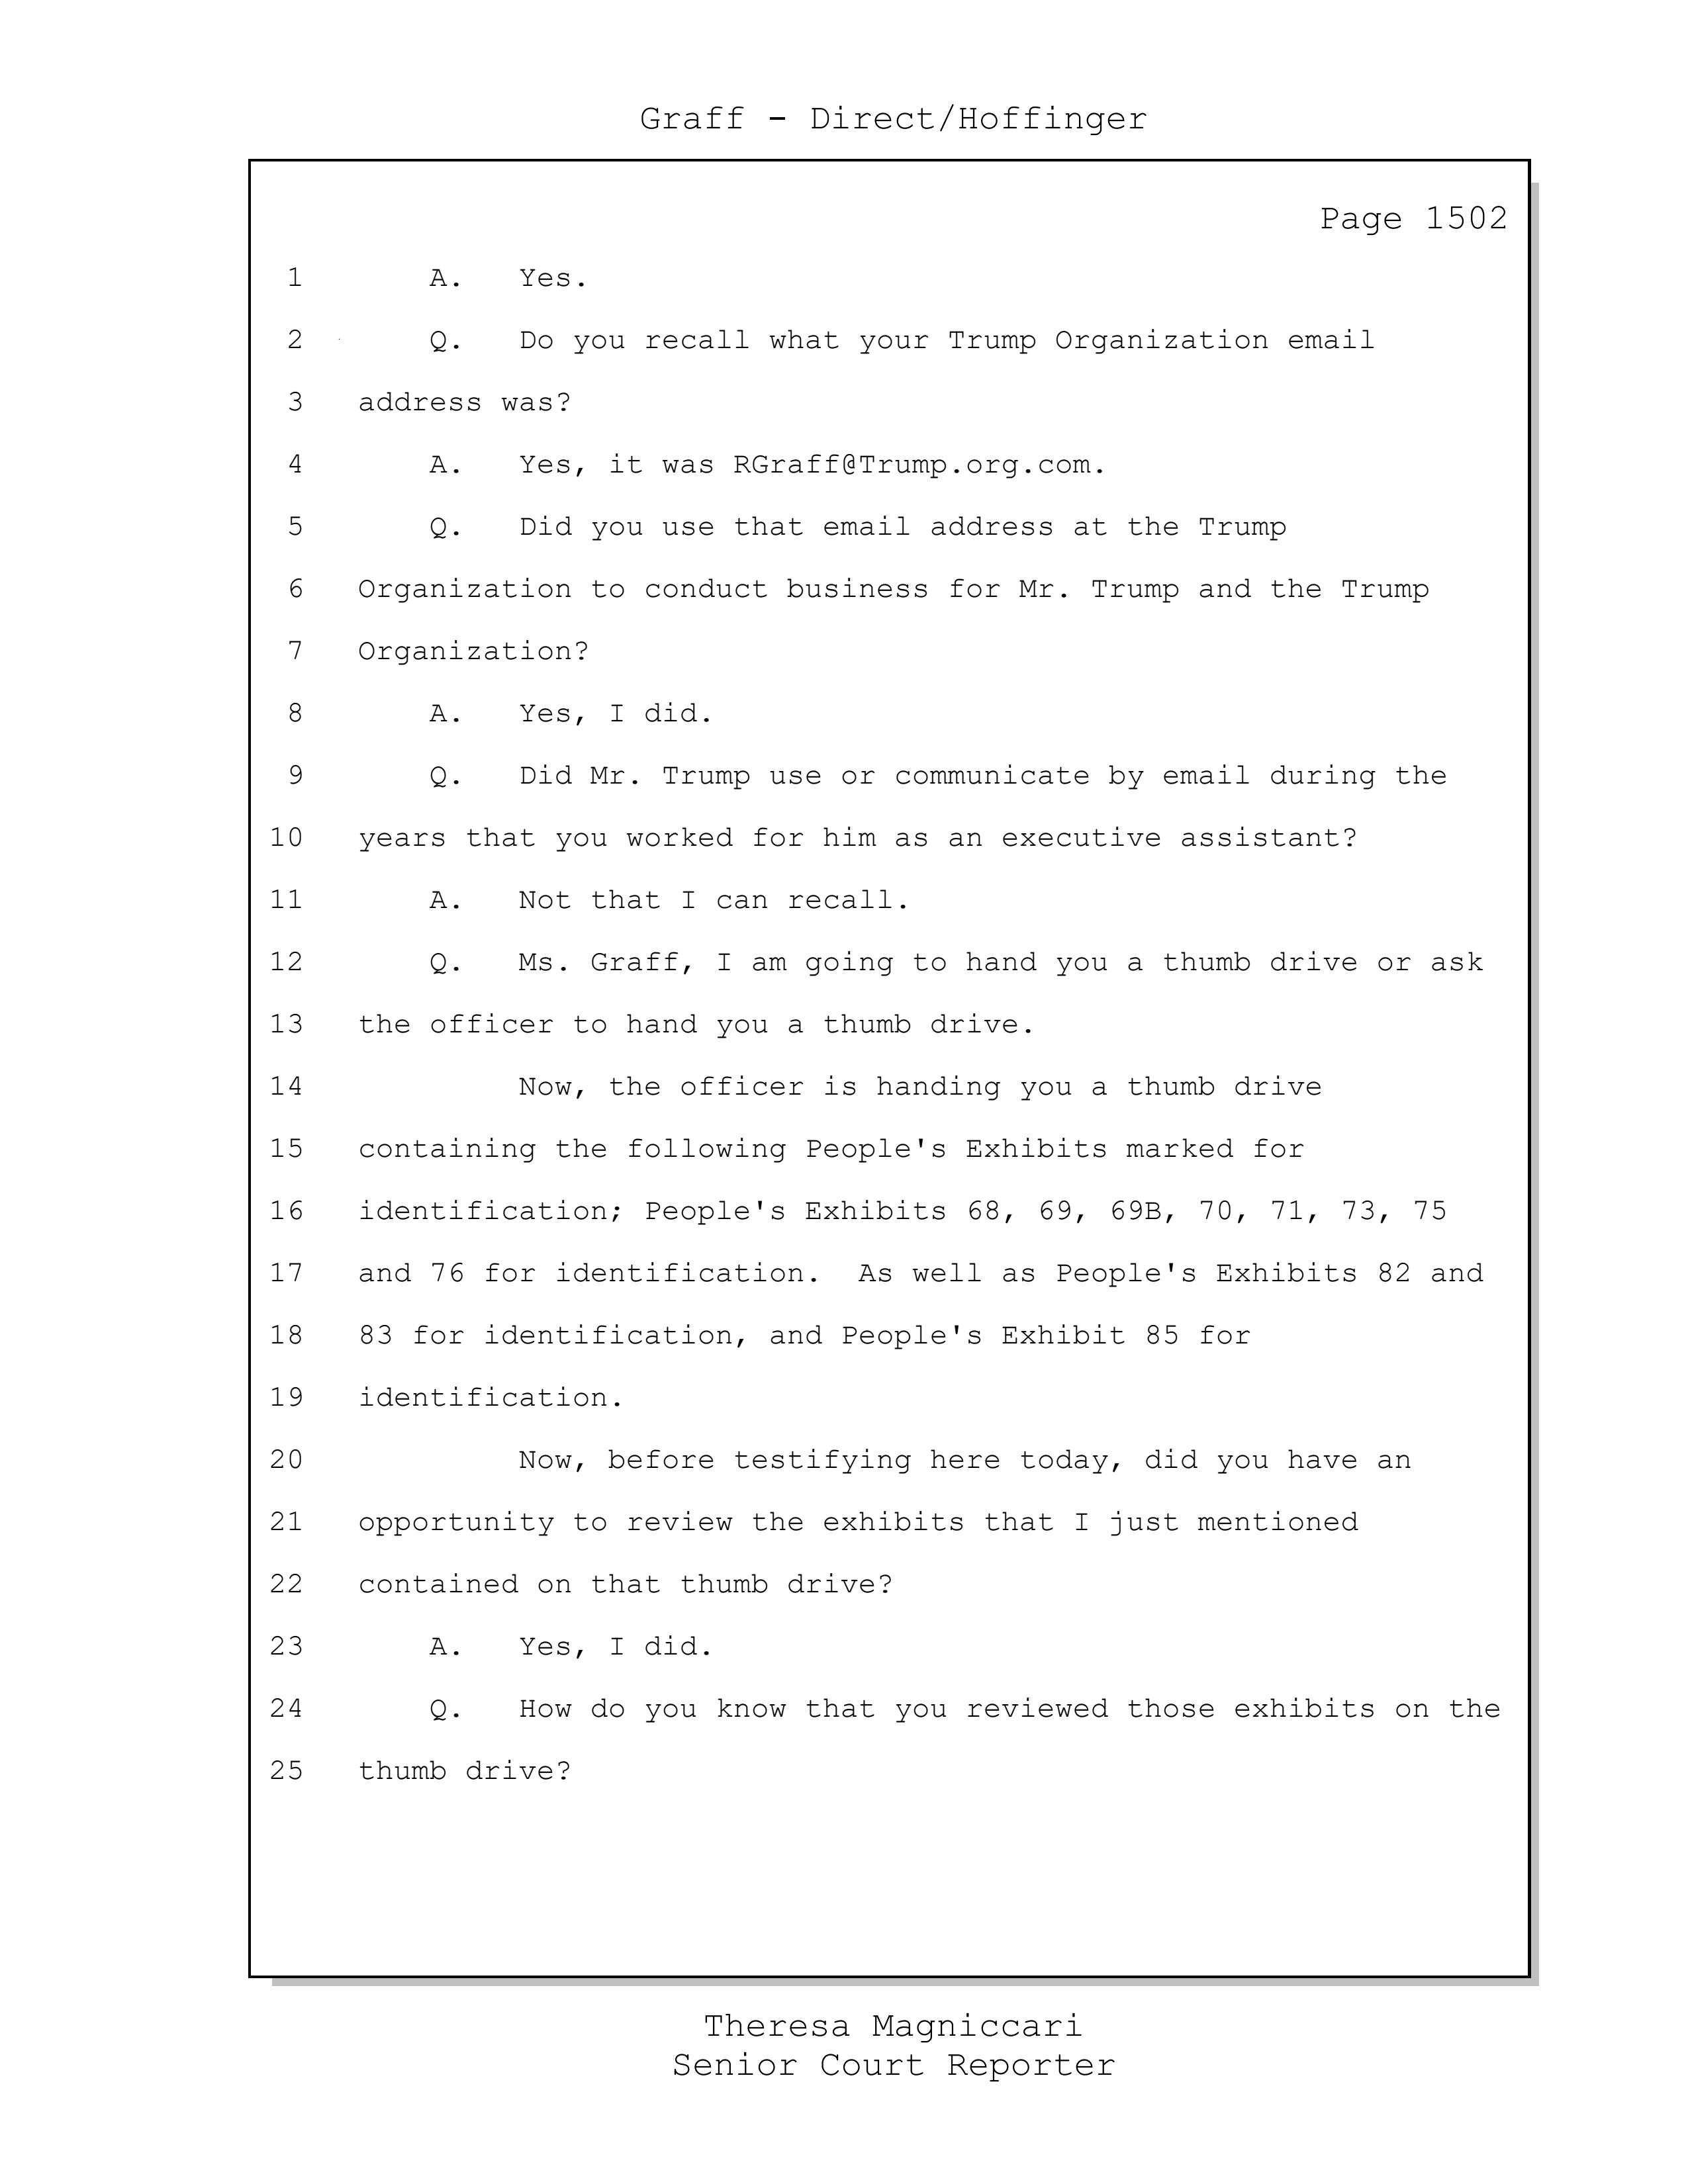 Graff - Direct/Hoffinger
Page 1502
1 A. Yes.
2 Q. Do you recall what your Trump Organization email
3 address was?
4 A. Yes, it was RGraff@Trump.org.com.
5 Q. Did you use that email address at the Trump
6 Organization to conduct business for Mr. Trump and the Trump
7 Organization?
8 A. Yes, I did.
9 Q. Did Mr. Trump use or communicate by email during the
10 years that you worked for him as an executive assistant?
11 A. Not that I can recall.
12 Q. Ms. Graff, I am going to hand you a thumb drive or ask
13 the officer to hand you a thumb drive.
14 Now, the officer is handing you a thumb drive
15 containing the following People's Exhibits marked for
16 identification; People's Exhibits 68, 69, 69B, 70, 71, 73, 75
17 and 76 for identification. As well as People's Exhibits 82 and
18 83 for identification, and People's Exhibit 85 for
19 identification.
20 Now, before testifying here today, did you have an
21 opportunity to review the exhibits that I just mentioned
22 contained on that thumb drive?
23 A. Yes, I did.
24 Q. How do you know that you reviewed those exhibits on the
25 thumb drive?
Theresa Magniccari
Senior Court Reporter